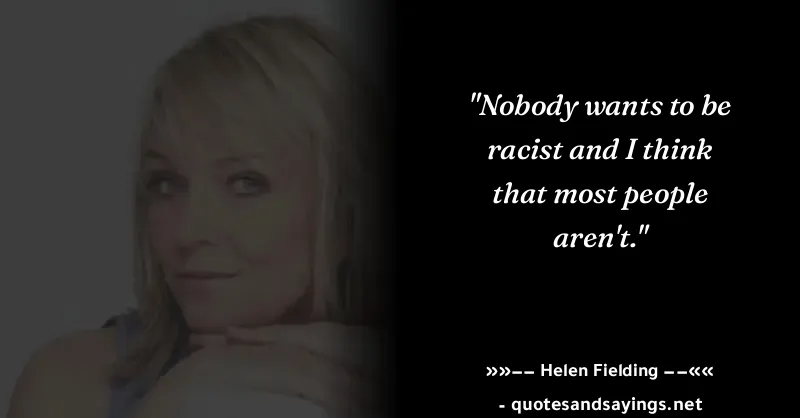 "Nobody wants to be
racist and I think
that most people
aren't."
»»–– Helen Fielding ––««
- quotesandsayings.net